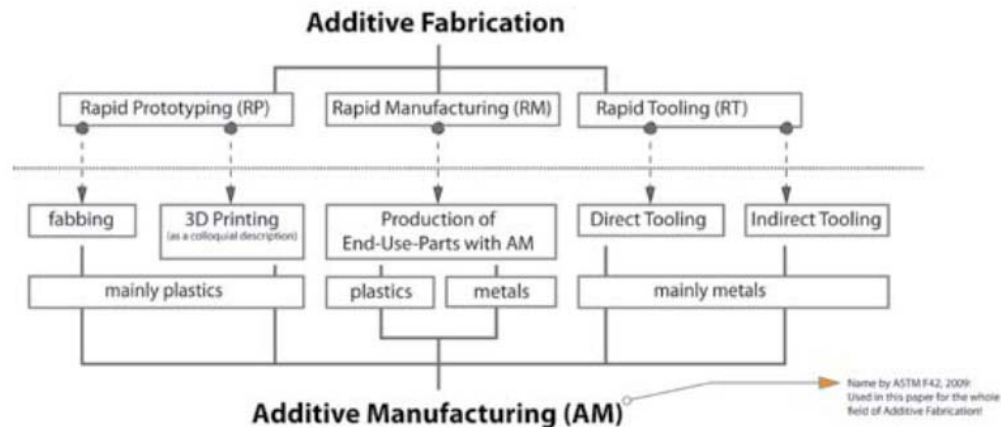 Additive Fabrication
Rapid Prototyping (RP)
Rapid Manufacturing (RM)
Rapid Tooling (RT)
fabbing
3D Printing
(as a colloquial description)
Production of
End-Use-Parts with AM
Direct Tooling
Indirect Tooling
mainly plastics
plastics
metals
mainly metals
Additive Manufacturing (AM)
Name by ASTM F42, 2009:
Used in this paper for the whole
field of Additive Fabrication!